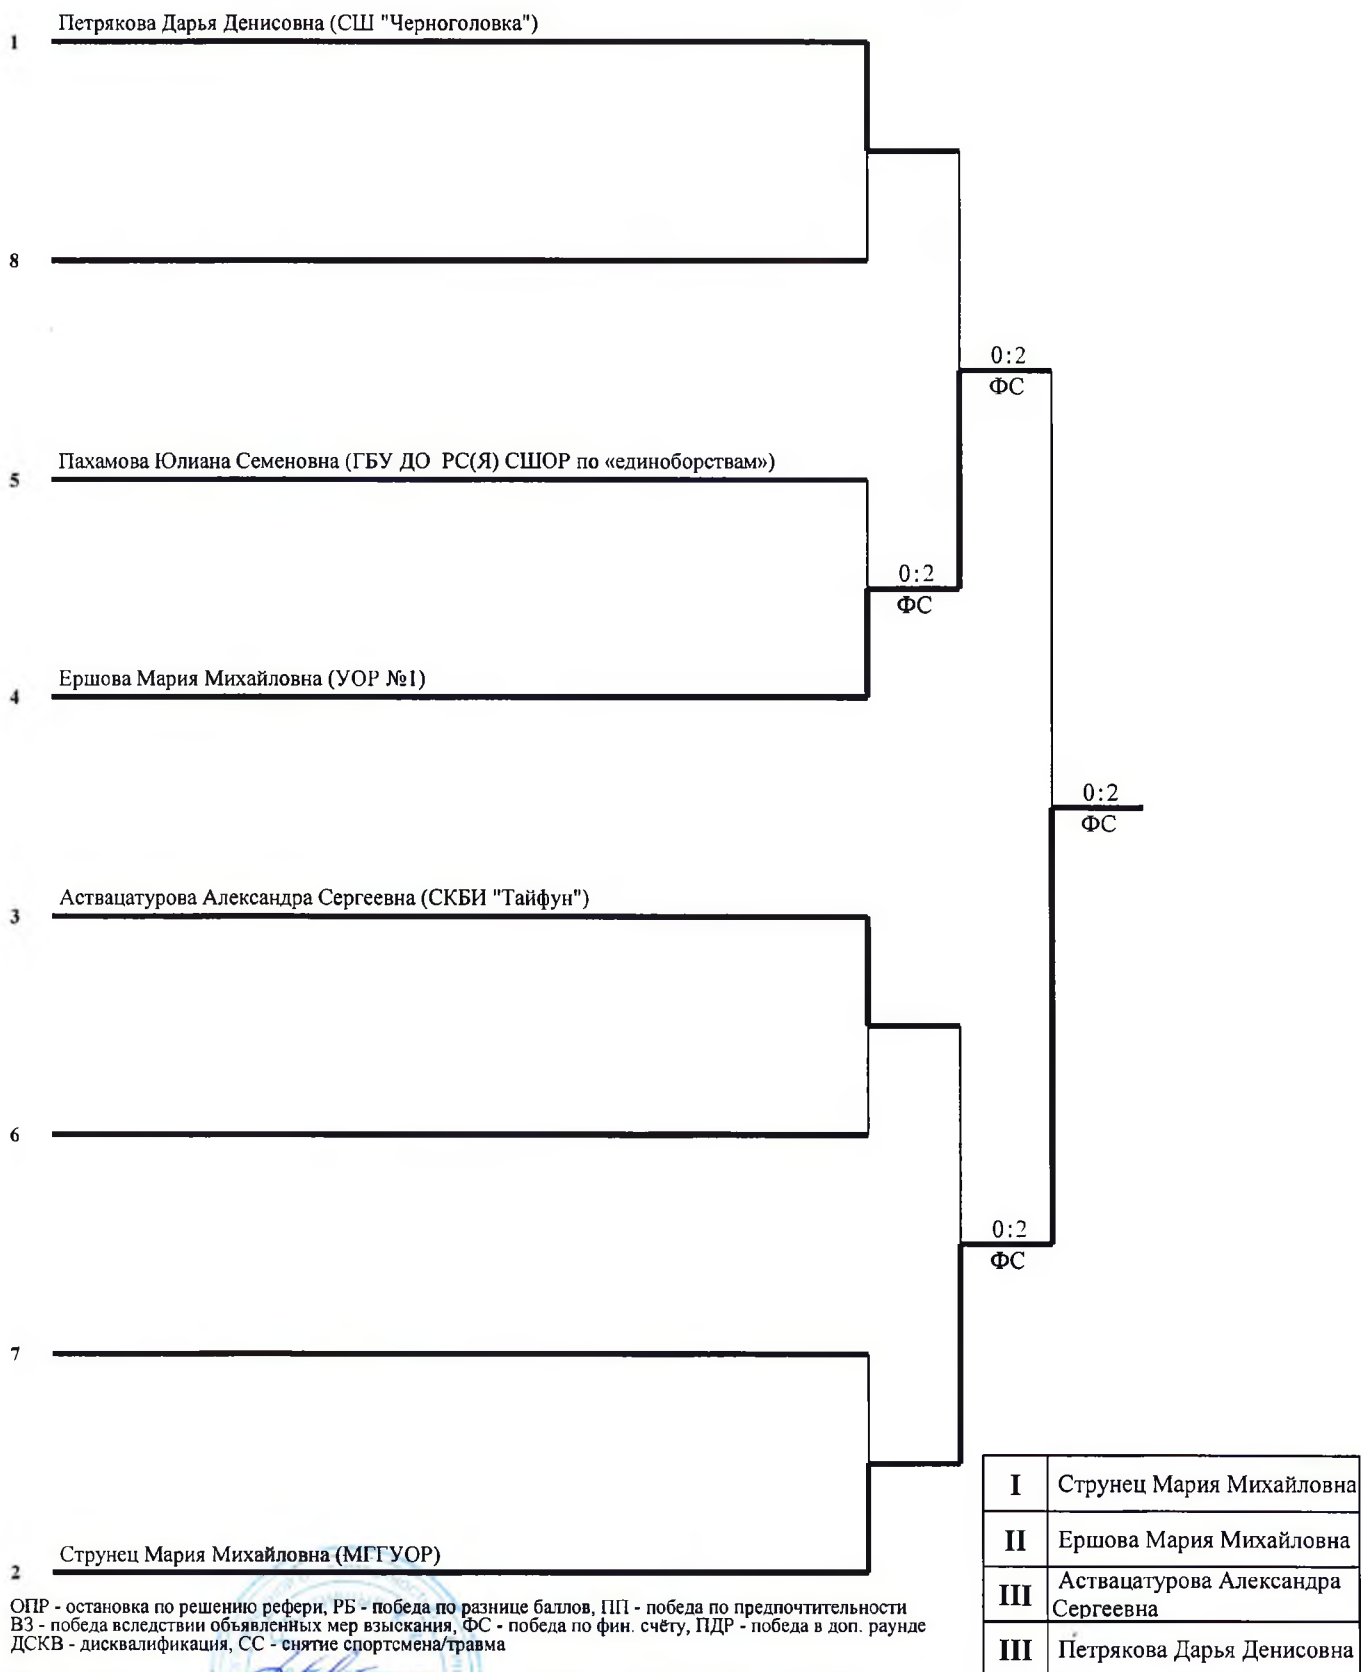 Петрякова Дарья Денисовна (СШ "Черноголовка")
1
8
0:2
ФС
Пахамова Юлиана Семеновна (ГБУ ДО РС(Я) СШОР по «единоборствам»)
5
0:2
ФС
Ершова Мария Михайловна (УОР №1)
4
0:2
ФС
Аствацатурова Александра Сергеевна (СКБИ "Тайфун")
3
6
0:2
ФС
7
I Струнец Мария Михайловна
II Ершова Мария Михайловна
Струнец Мария Михайловна (МГГУОР)
2
III Аствацатурова Александра
Сергеевна
III Петрякова Дарья Денисовна
ОПР - остановка по решению рефери, РБ - победа по разнице баллов, ПП - победа по предпочтительности
ВЗ - победа вследствии объявленных мер взыскания, ФС - победа по фин. счёту, ПДР - победа в доп. раунде
ДСКВ - дисквалификация, СС - снятие спортсмена/травма